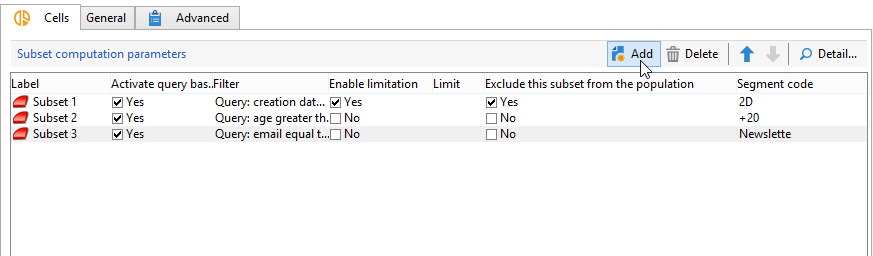 Cells General Advanced
Subset computation parameters Add Delete Detail...
Label Activate query bas.. Filter Enable limitation Limit Exclude this subset from the population Segment code
Subset 1 Yes Query: creation dat... Yes Yes 2D
Subset 2 Yes Query: age greater th... No No +20
Subset 3 Yes Query: email equal t... No No Newslette